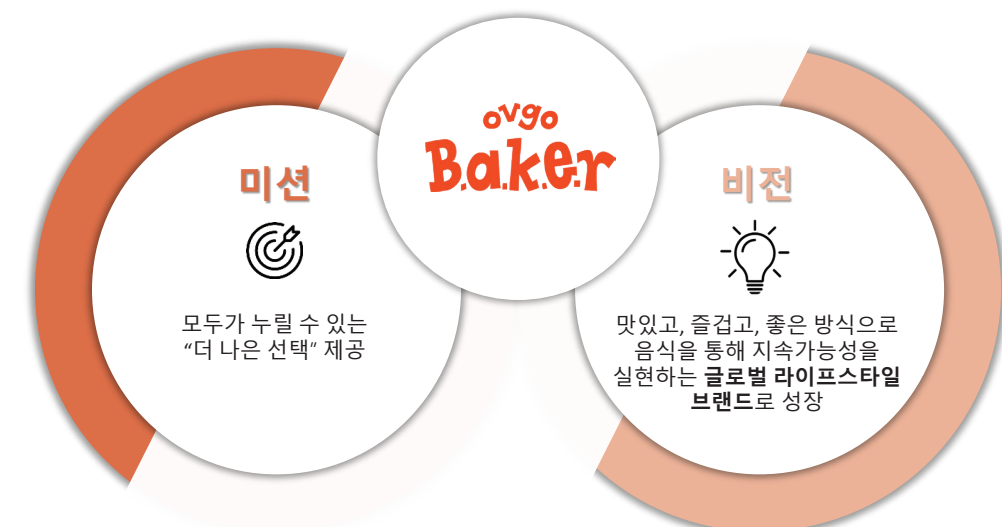 ovgo
B.a.k.e.r
미션
모두가 누릴 수 있는
“더 나은 선택” 제공
비전
맛있고, 즐겁고, 좋은 방식으로
음식을 통해 지속가능성을
실현하는 글로벌 라이프스타일
브랜드로 성장